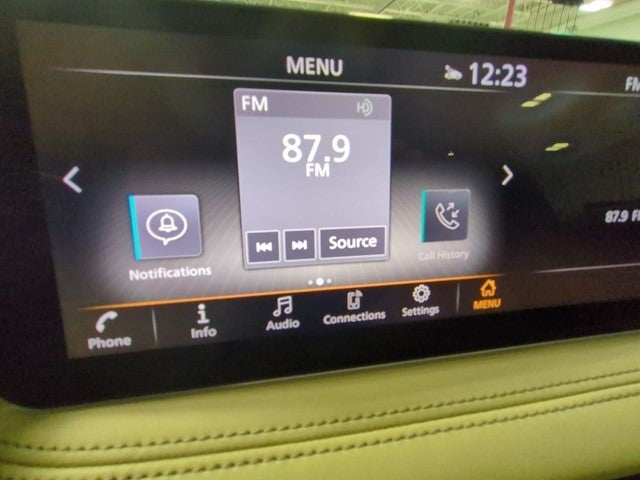 MENU
12:23
FM
FM
HD
87.9
FM
87.9 F
Source
Notifications
Call History
Phone
Info
Audio
Connections
Settings
MENU